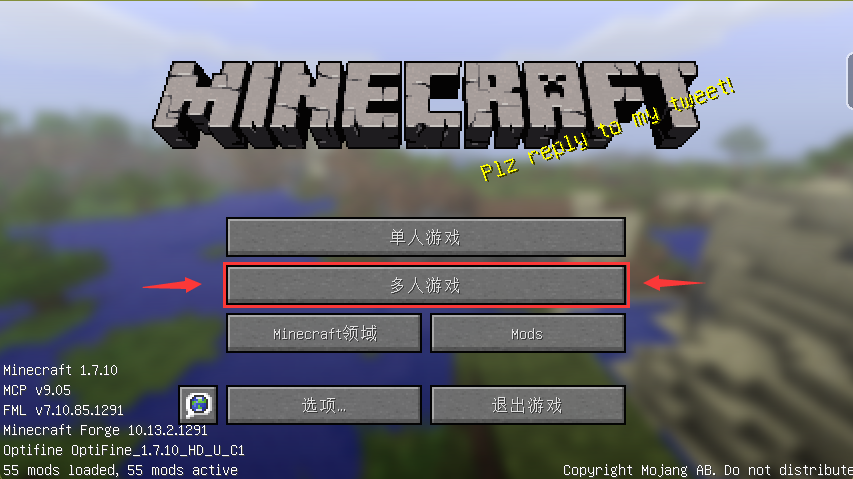 MINECRAFT
Plz reply to my tweet!
单人游戏
多人游戏
Minecraft领域
Mods
选项…
退出游戏
Minecraft 1.7.10
MCP v9.05
FML v7.10.85.1291
Minecraft Forge 10.13.2.1291
Optifine OptiFine_1.7.10_HD_U_C1
55 mods loaded, 55 mods active
Copyright Mojang AB. Do not distribute